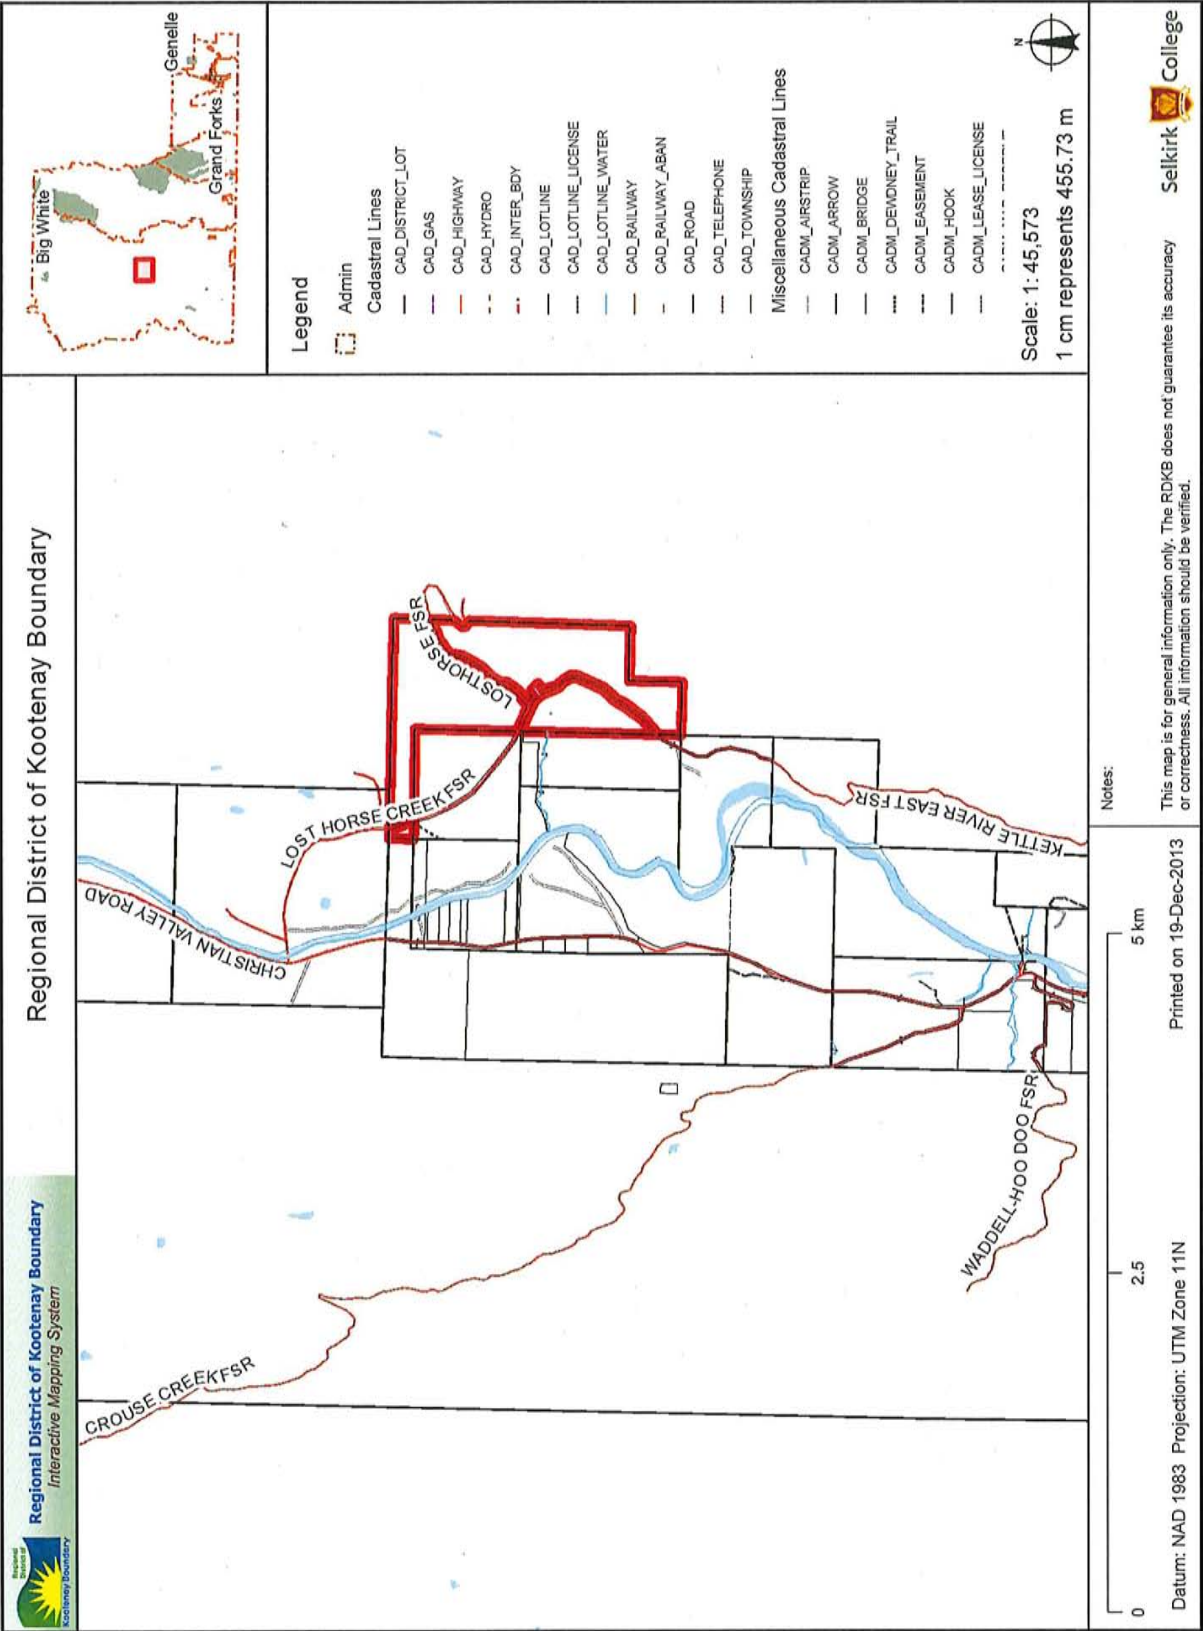 Regional
District of
Kootenay Boundary
Regional District of Kootenay Boundary
Interactive Mapping System
Regional District of Kootenay Boundary
Big White
Genelle
Grand Forks
CROUSE CREEK FSR
CHRISTIAN VALLEY ROAD
LOST HORSE CREEK FSR
LOSTHORSE FSR
KETTLE RIVER EAST FSR
WADDELL-HOO DOO FSR
Legend
Admin
Cadastral Lines
CAD_DISTRICT_LOT
CAD_GAS
CAD_HIGHWAY
CAD_HYDRO
CAD_INTER_BDY
CAD_LOTLINE
CAD_LOTLINE_LICENSE
CAD_LOTLINE_WATER
CAD_RAILWAY
CAD_RAILWAY_ABAN
CAD_ROAD
CAD_TELEPHONE
CAD_TOWNSHIP
Miscellaneous Cadastral Lines
CADM_AIRSTRIP
CADM_ARROW
CADM_BRIDGE
CADM_DEWDNEY_TRAIL
CADM_EASEMENT
CADM_HOOK
CADM_LEASE_LICENSE
Scale: 1: 45,573
1 cm represents 455.73 m
N
0
2.5
5 km
Notes:
Datum: NAD 1983 Projection: UTM Zone 11N
Printed on 19-Dec-2013
This map is for general information only. The RDKB does not guarantee its accuracy
or correctness. All information should be verified.
Selkirk College